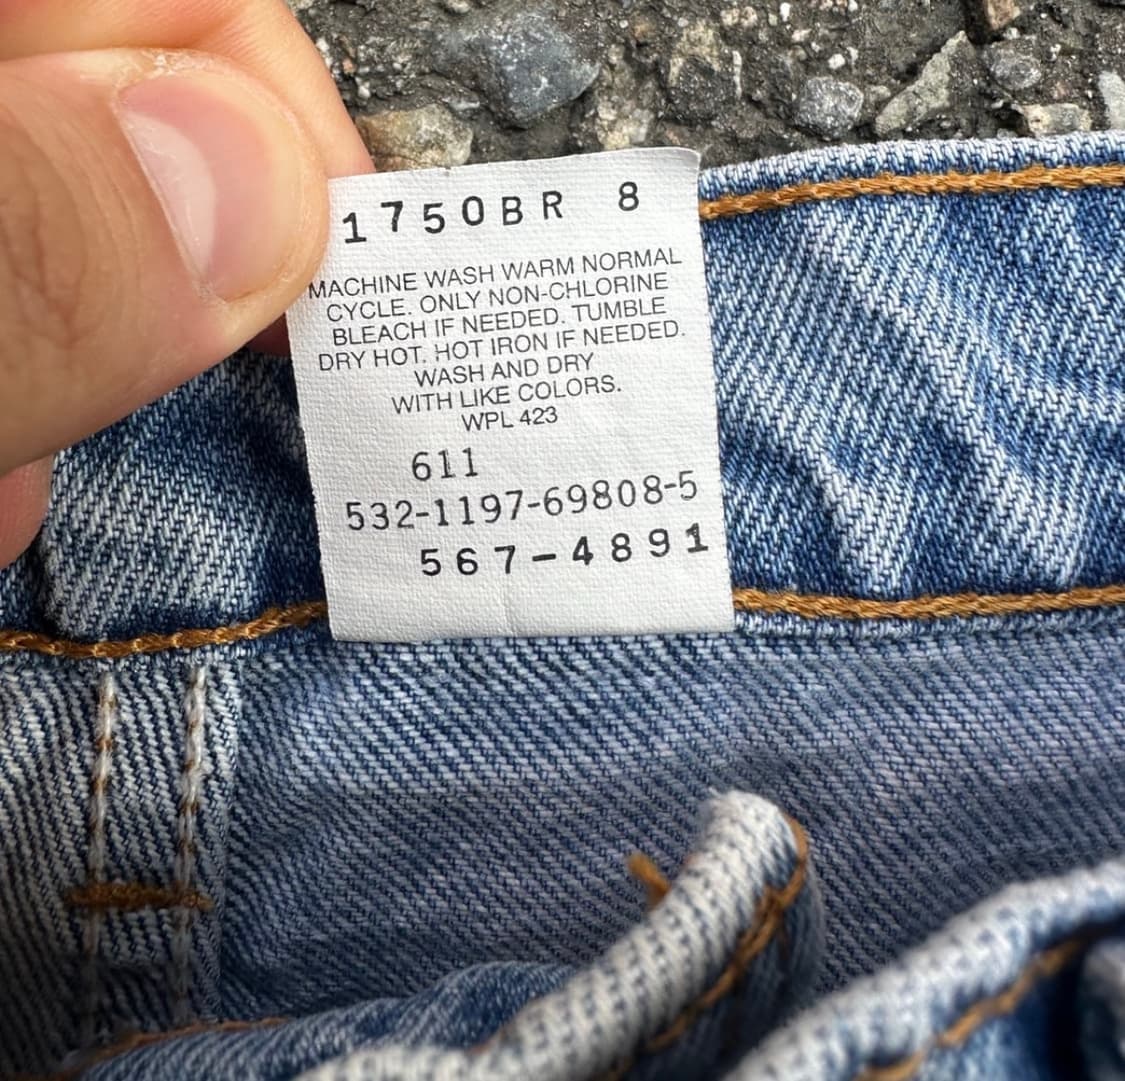 1750BR 8
MACHINE WASH WARM NORMAL
CYCLE. ONLY NON-CHLORINE
BLEACH IF NEEDED. TUMBLE
DRY HOT. HOT IRON IF NEEDED.
WASH AND DRY
WITH LIKE COLORS.
WPL 423
611
532-1197-69808-5
567-4891